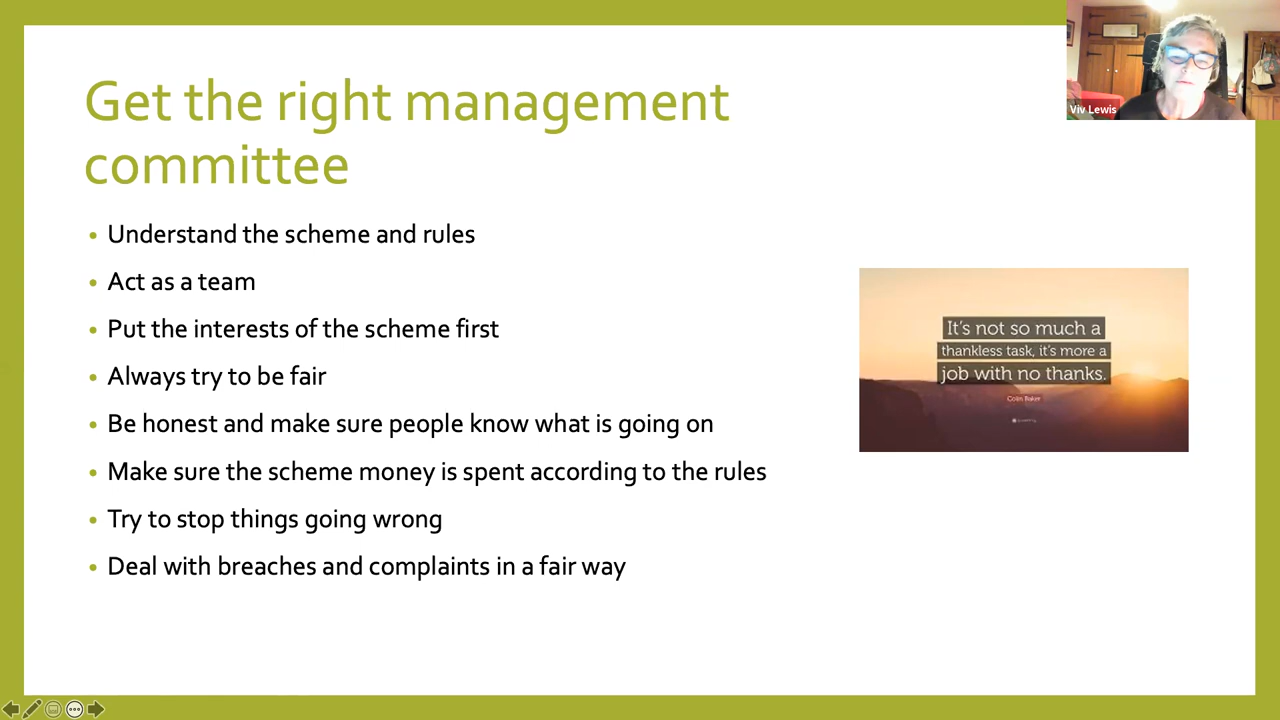 Get the right management
committee
• Understand the scheme and rules
• Act as a team
• Put the interests of the scheme first
• Always try to be fair
• Be honest and make sure people know what is going on
• Make sure the scheme money is spent according to the rules
• Try to stop things going wrong
• Deal with breaches and complaints in a fair way
It's not so much a
thankless task, it's more a
job with no thanks.
Colin Baker
Viv Lewis